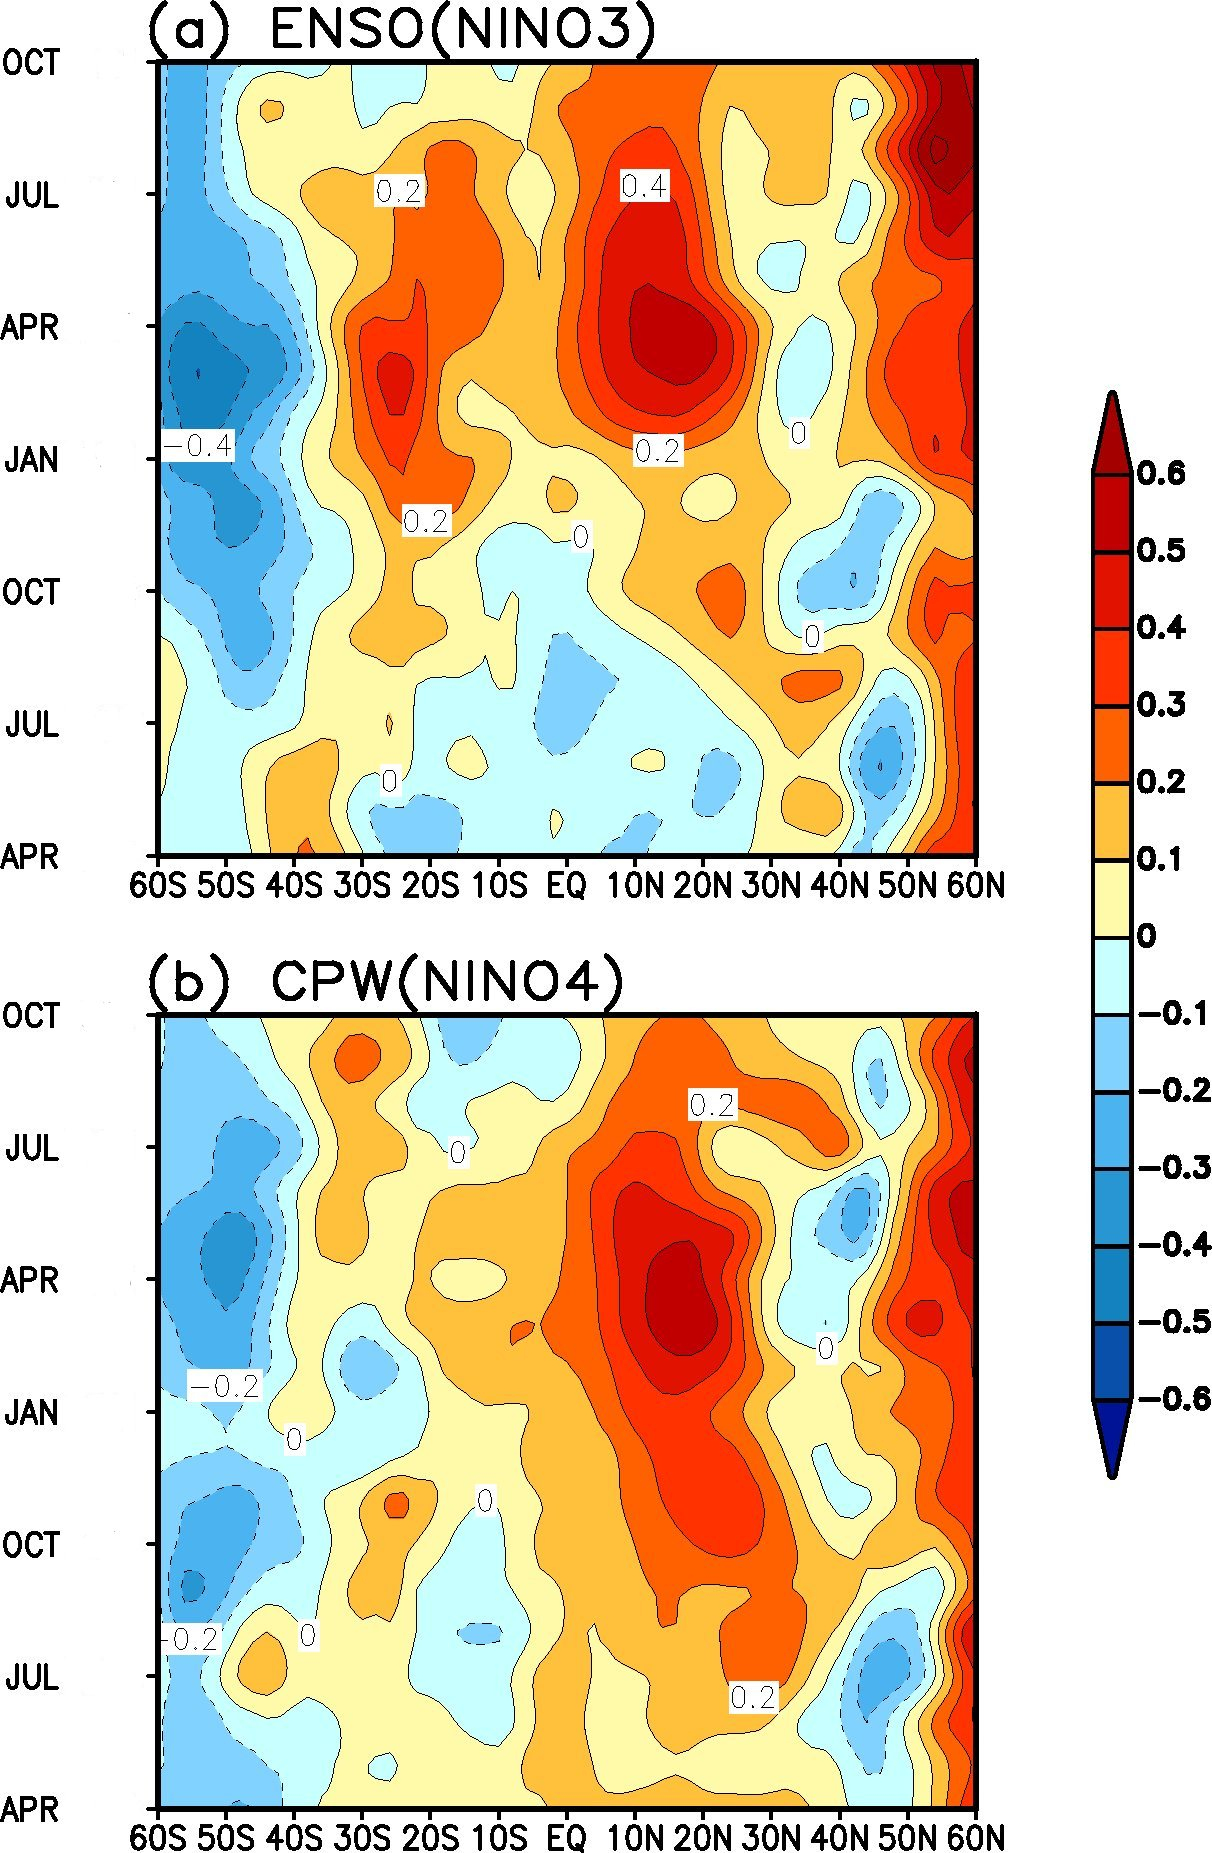 (a) ENSO(NINO3)
OCT
JUL
APR
JAN
OCT
JUL
APR
0.2
0.4
0
-0.4
0.2
0.2
0
0
0
60S 50S 40S 30S 20S 10S EQ 10N 20N 30N 40N 50N 60N
(b) CPW(NINO4)
OCT
JUL
APR
JAN
OCT
JUL
APR
0.2
0
0
-0.2
0
0
-0.2
0
0.2
60S 50S 40S 30S 20S 10S EQ 10N 20N 30N 40N 50N 60N
0.6
0.5
0.4
0.3
0.2
0.1
0
-0.1
-0.2
-0.3
-0.4
-0.5
-0.6